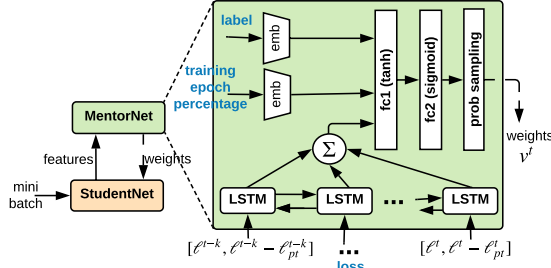 label
emb
training
epoch
percentage
emb
fc1 (tanh)
fc2 (sigmoid)
prob sampling
weights
v^t
MentorNet
features
weights
mini
batch
StudentNet
Σ
LSTM
LSTM
...
LSTM
[ℓ^{t-k}, ℓ^{t-k} − ℓ_{pt}^{t-k}]
...
[ℓ^t, ℓ^t − ℓ_{pt}^t]
loss